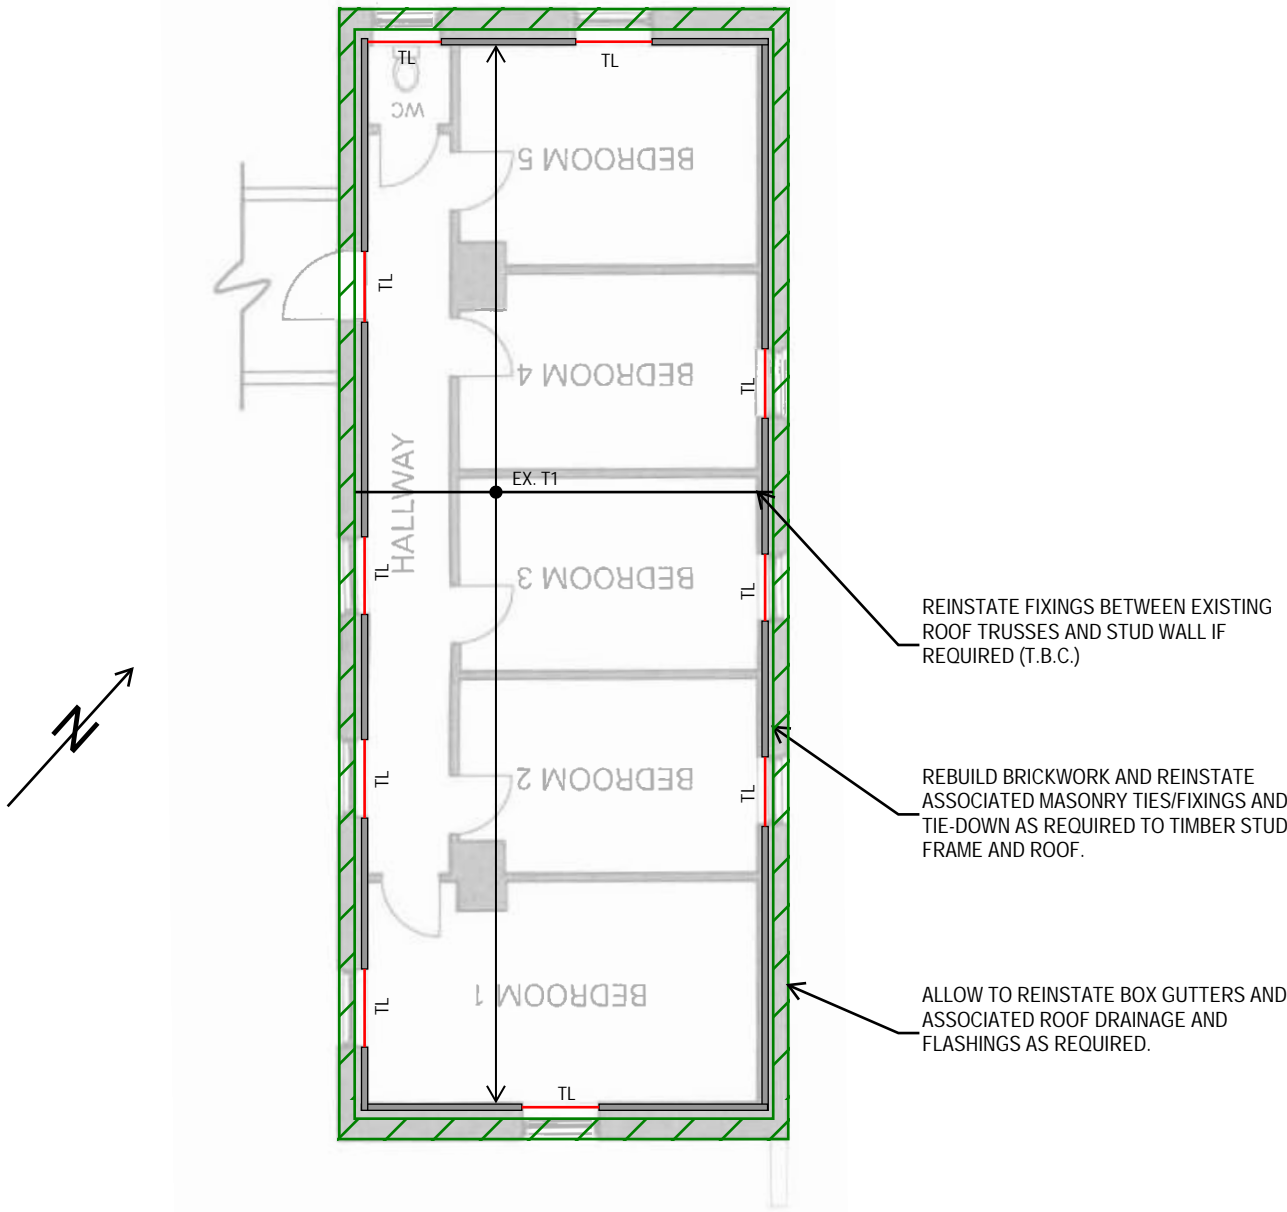 TL
TL
WC
BEDROOM 5
TL
BEDROOM 4
TL
HALLWAY
EX. T1
TL
BEDROOM 3
TL
REINSTATE FIXINGS BETWEEN EXISTING
ROOF TRUSSES AND STUD WALL IF
REQUIRED (T.B.C.)
N
TL
BEDROOM 2
TL
REBUILD BRICKWORK AND REINSTATE
ASSOCIATED MASONRY TIES/FIXINGS AND
TIE-DOWN AS REQUIRED TO TIMBER STUD
FRAME AND ROOF.
TL
BEDROOM 1
ALLOW TO REINSTATE BOX GUTTERS AND
ASSOCIATED ROOF DRAINAGE AND
FLASHINGS AS REQUIRED.
TL